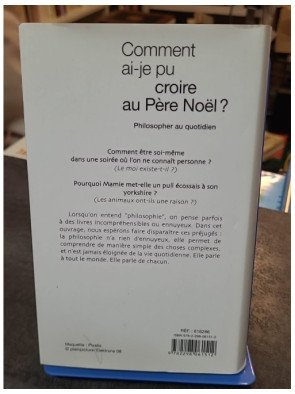 Comment
ai-je pu
croire
au Père Noël ?
Philosopher au quotidien
Comment être soi-même
dans une soirée où l'on ne connaît personne ?
(Le moi existe-t-il ?)
Pourquoi Mamie met-elle un pull écossais à son
yorkshire ?
(Les animaux ont-ils une raison ?)
Lorsqu'on entend "philosophie", on pense parfois
à des livres incompréhensibles ou ennuyeux. Dans cet
ouvrage, nous espérons faire disparaître ces préjugés :
la philosophie n'a rien d'ennuyeux, elle permet de
comprendre de manière simple des choses complexes,
et n'est jamais éloignée de la vie quotidienne. Elle parle
à tout le monde. Elle parle de chacun.
RÉF. : 616286
Maquette : Pixellis